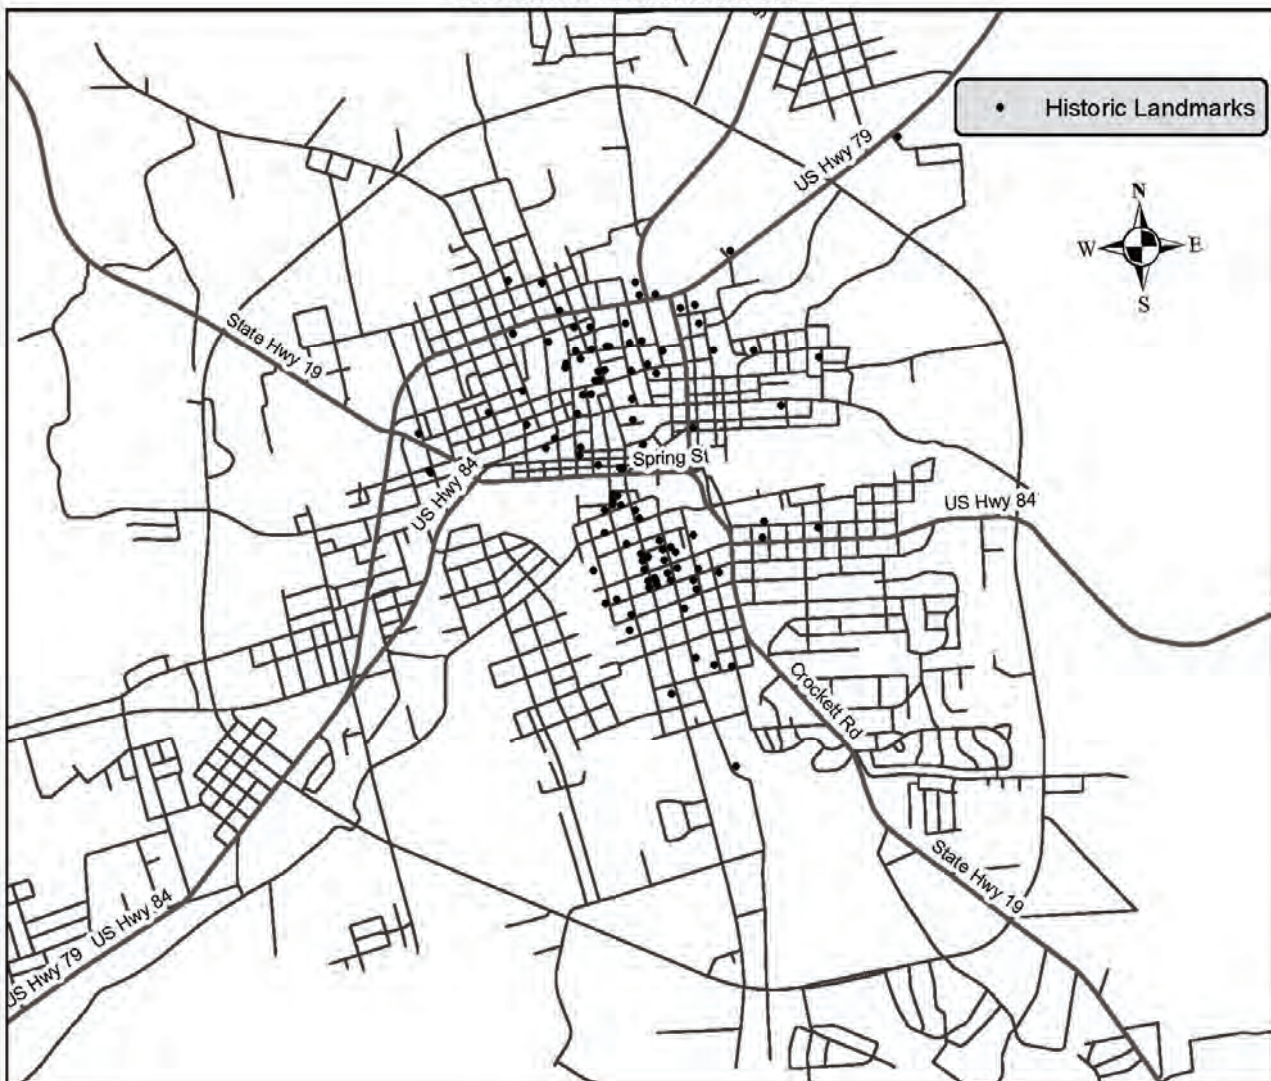 Historic Landmarks
US Hwy 79
N
W
E
S
State Hwy 19
Spring St
US Hwy 84
US Hwy 84
Crockett Rd
State Hwy 19
US Hwy 84
US Hwy 79